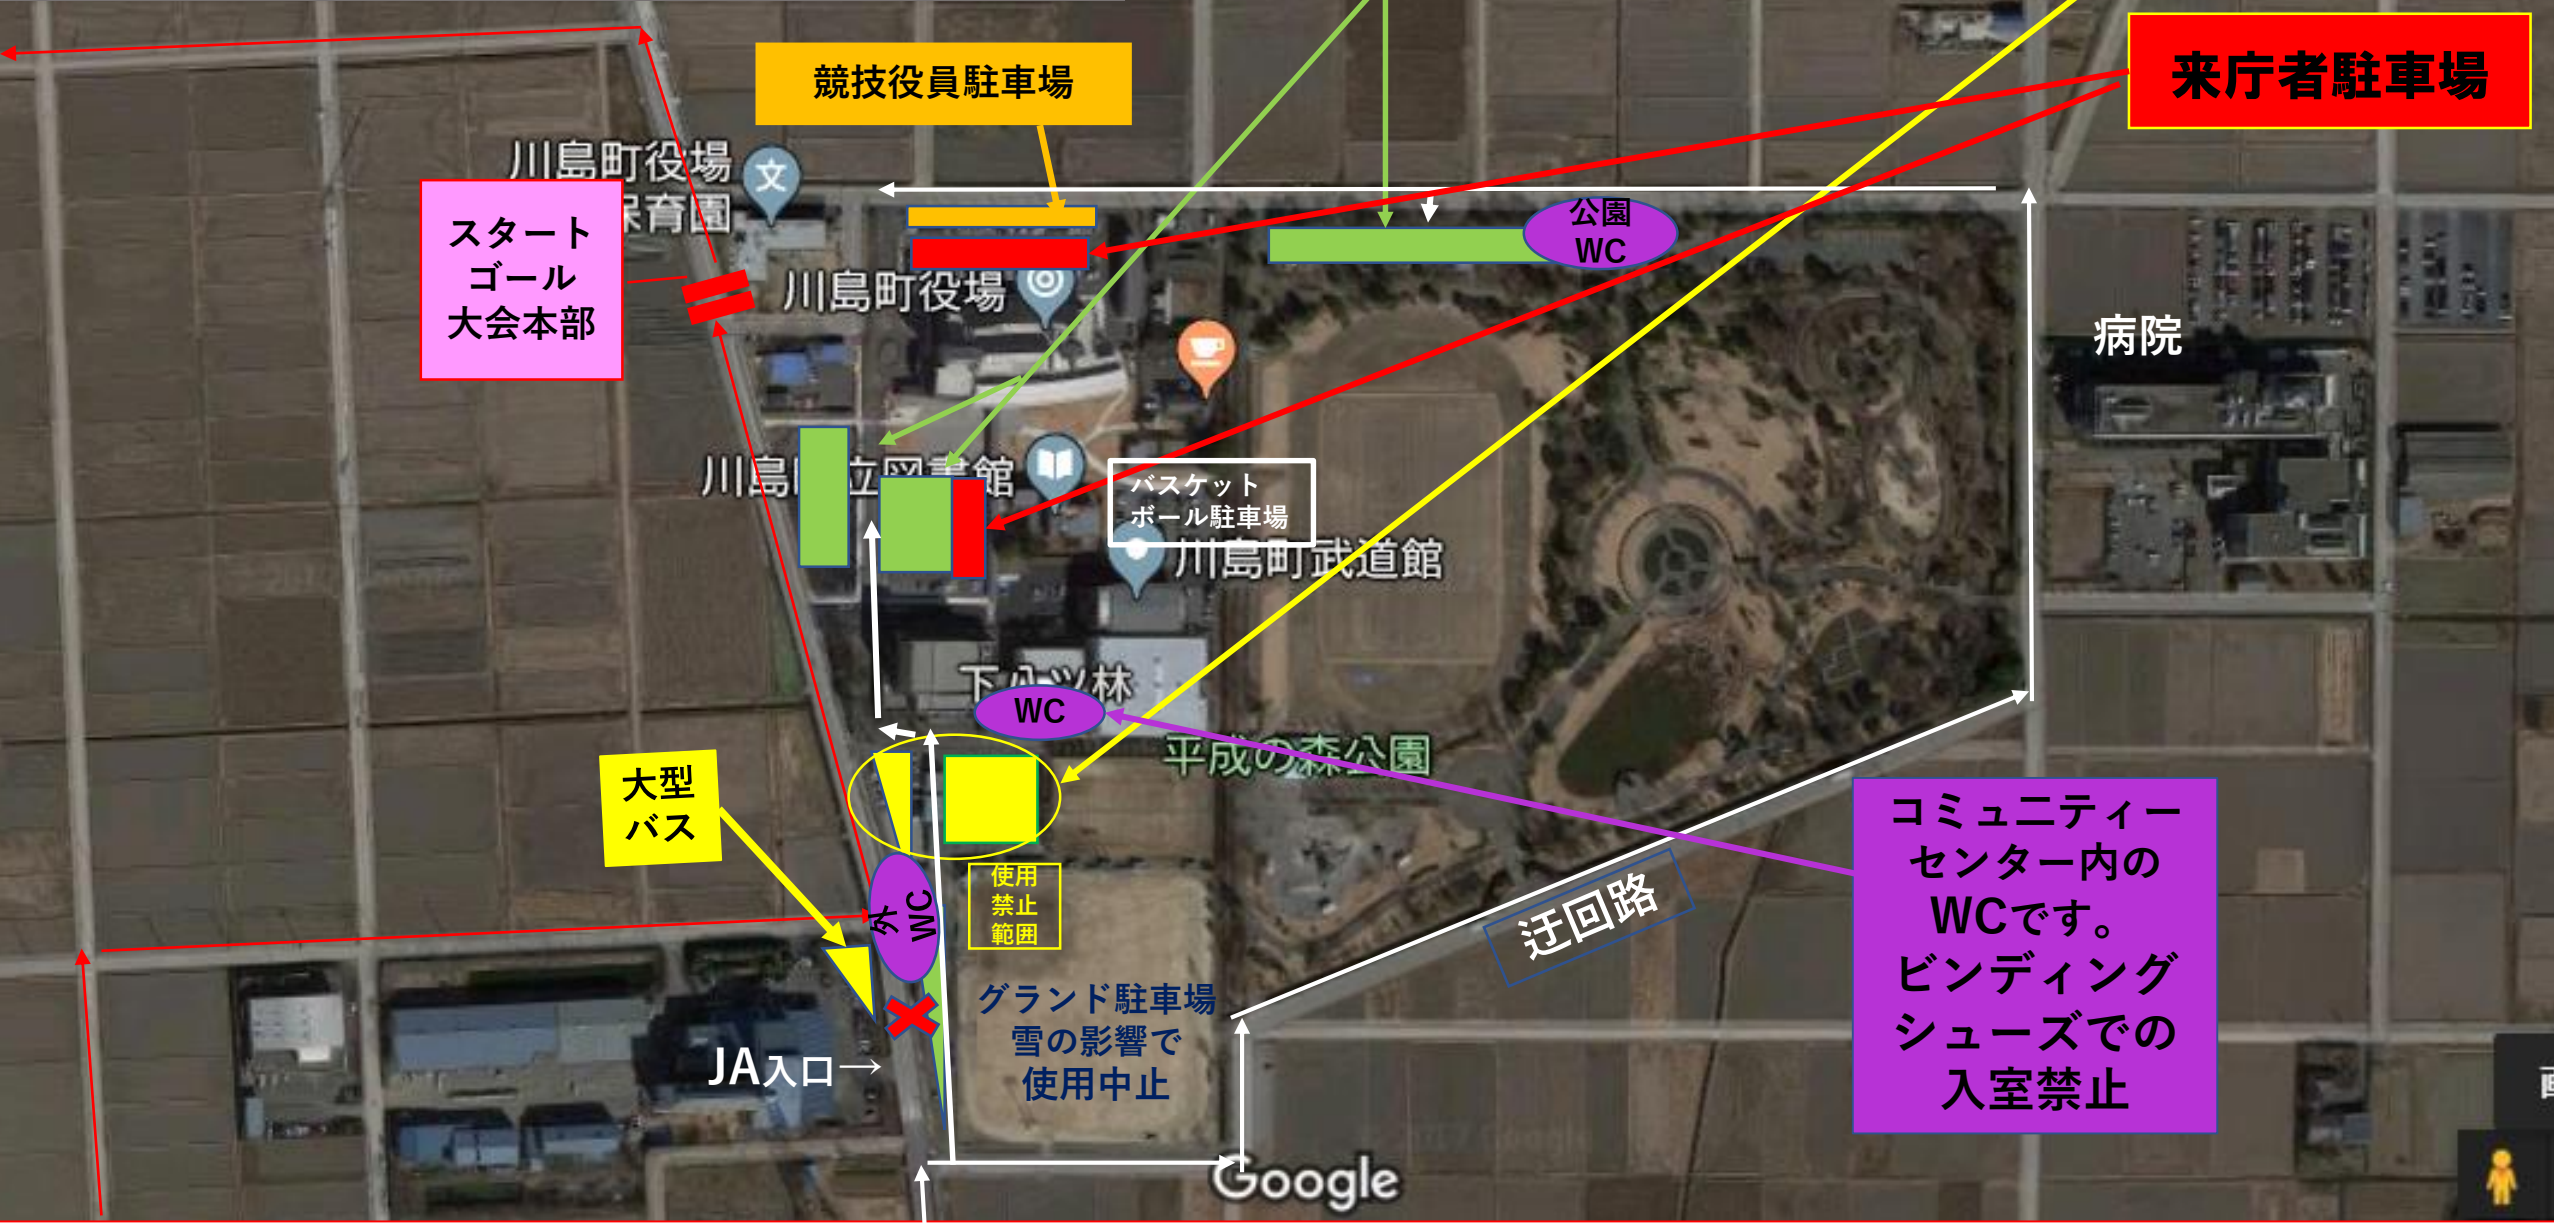 競技役員駐車場
来庁者駐車場
川島町役場
保育園
スタート
ゴール
大会本部
公園
WC
川島町役場
病院
川島
立図書館
バスケット
ボール駐車場
川島町武道館
下八ツ林
WC
平成の森公園
大型
バス
使用
禁止
範囲
外
WC
迂回路
コミュニティー
センター内の
WCです。
ビンディング
シューズでの
入室禁止
グランド駐車場
雪の影響で
使用中止
JA入口→
Google